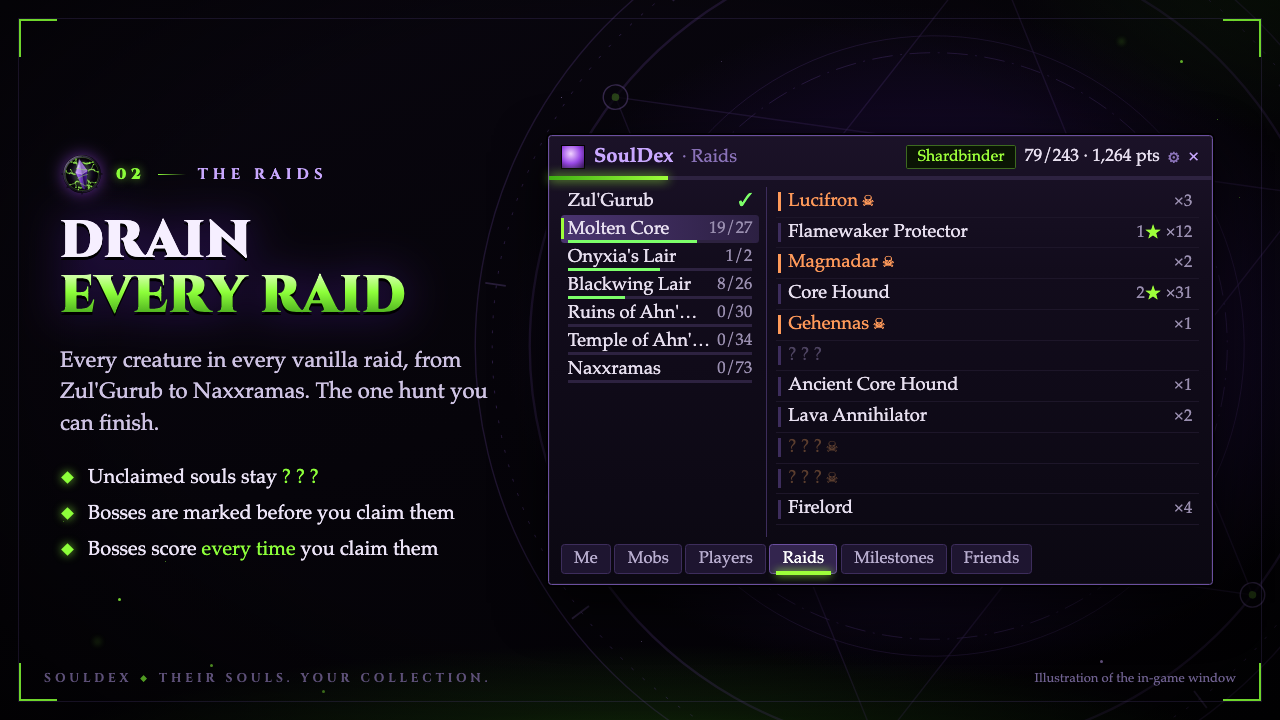 02 — THE RAIDS
DRAIN
EVERY RAID
Every creature in every vanilla raid, from
Zul'Gurub to Naxxramas. The one hunt you
can finish.
Unclaimed souls stay ? ? ?
Bosses are marked before you claim them
Bosses score every time you claim them
SoulDex · Raids
Shardbinder 79/243 · 1,264 pts ⚙ ×
Zul'Gurub ✓
Molten Core 19/27
Onyxia's Lair 1/2
Blackwing Lair 8/26
Ruins of Ahn'… 0/30
Temple of Ahn'… 0/34
Naxxramas 0/73
Lucifron ☠ ×3
Flamewaker Protector 1★ ×12
Magmadar ☠ ×2
Core Hound 2★ ×31
Gehennas ☠ ×1
? ? ?
Ancient Core Hound ×1
Lava Annihilator ×2
? ? ? ☠
? ? ? ☠
Firelord ×4
Me Mobs Players Raids Milestones Friends
SOULDEX ◆ THEIR SOULS. YOUR COLLECTION.
Illustration of the in-game window